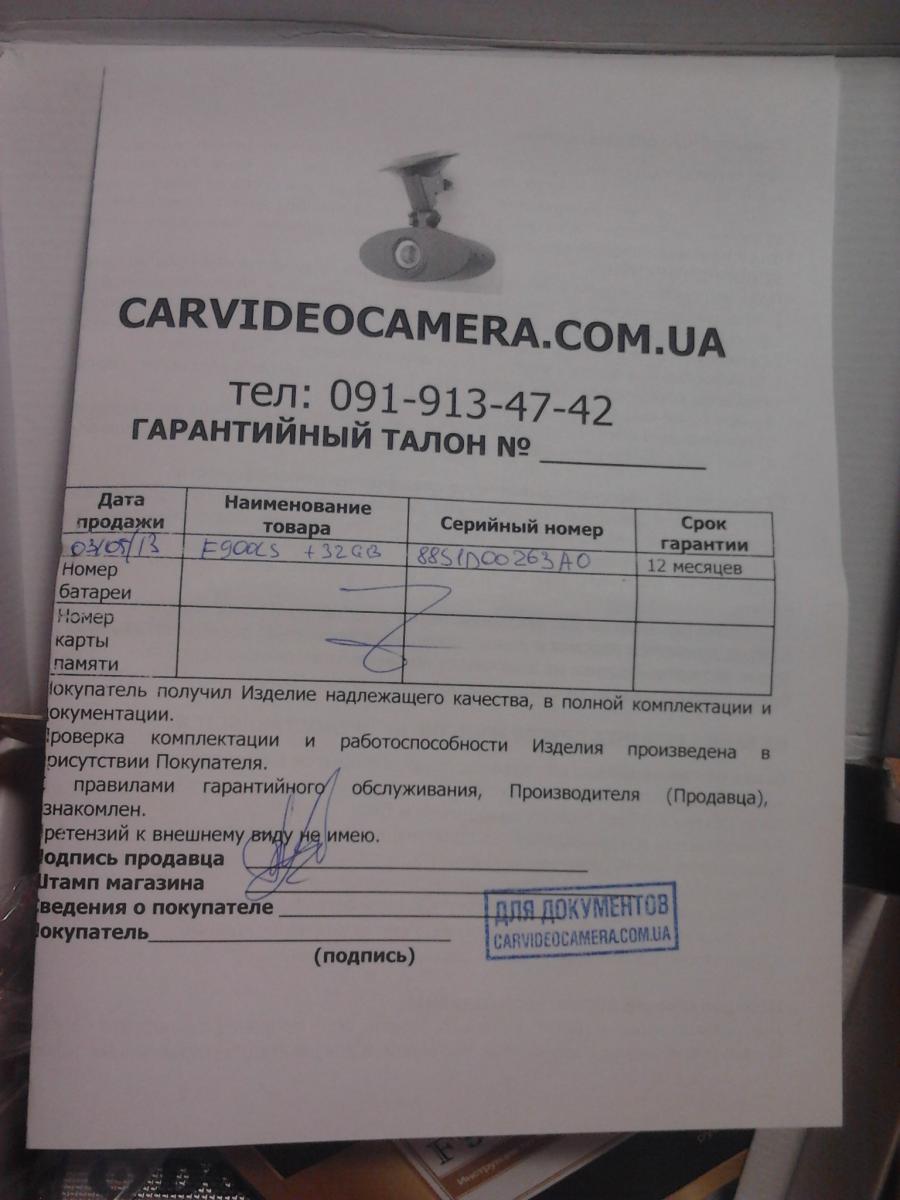 CARVIDEOCAMERA.COM.UA
тел: 091-913-47-42
ГАРАНТИЙНЫЙ ТАЛОН № ____________
Дата продажи
Наименование товара
Серийный номер
Срок гарантии
03/05/13
F900LS +32GB
88S1D00263A0
12 месяцев
Номер батареи
Номер карты памяти
окупатель получил Изделие надлежащего качества, в полной комплектации и
окументации.
роверка комплектации и работоспособности Изделия произведена в
рисутствии Покупателя.
правилами гарантийного обслуживания, Производителя (Продавца),
знакомлен.
ретензий к внешнему виду не имею.
одпись продавца
Штамп магазина
ведения о покупателе
окупатель
(подпись)
ДЛЯ ДОКУМЕНТОВ
CARVIDEOCAMERA.COM.UA